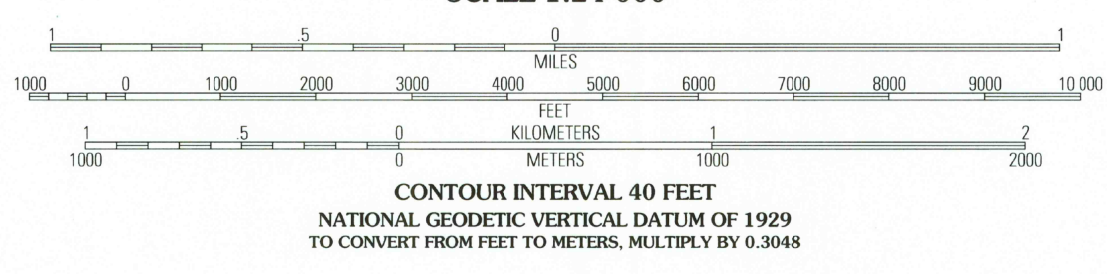 1 .5 0 1
MILES
1000 0 1000 2000 3000 4000 5000 6000 7000 8000 9000 10 000
FEET
1 .5 0 KILOMETERS 1 2
1000 0 METERS 1000 2000
CONTOUR INTERVAL 40 FEET
NATIONAL GEODETIC VERTICAL DATUM OF 1929
TO CONVERT FROM FEET TO METERS, MULTIPLY BY 0.3048